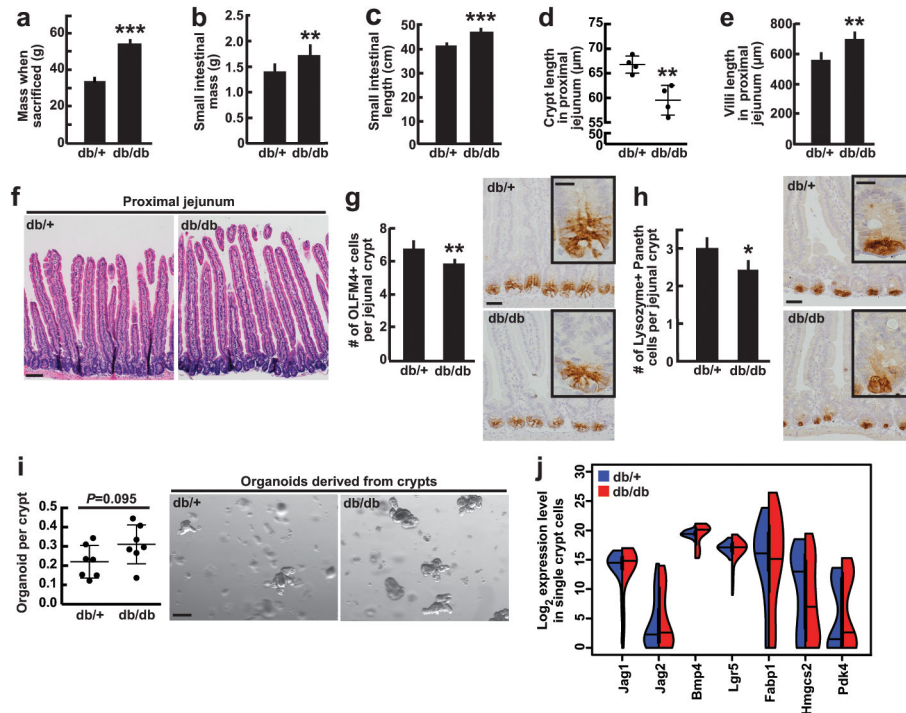 a
Mass when
sacrificed (g)
60
40
20
0
***
db/+ db/db
b
Small intestinal
mass (g)
2.5
2.0
1.5
1.0
0.5
0
**
db/+ db/db
c
Small intestinal
length (cm)
50
40
30
20
10
0
***
db/+ db/db
d
Crypt length
in proximal
jejunum (µm)
75
70
65
60
55
50
0
**
db/+ db/db
e
Villi length
in proximal
jejunum (µm)
800
600
400
200
0
**
db/+ db/db
f
Proximal jejunum
db/+
db/db
g
# of OLFM4+ cells
per jejunal crypt
8
6
4
2
0
**
db/+ db/db
db/+
db/db
h
# of Lysozyme+ Paneth
cells per jejunal crypt
3
2
1
0
*
db/+ db/db
db/+
db/db
i
Organoid per crypt
P=0.095
0.5
0.4
0.3
0.2
0.1
0.0
db/+ db/db
Organoids derived from crypts
db/+
db/db
j
Log2 expression level
in single crypt cells
30
25
20
15
10
5
0
db/+
db/db
Jag1
Jag2
Bmp4
Lgr5
Fabp1
Hmgcs2
Pdk4